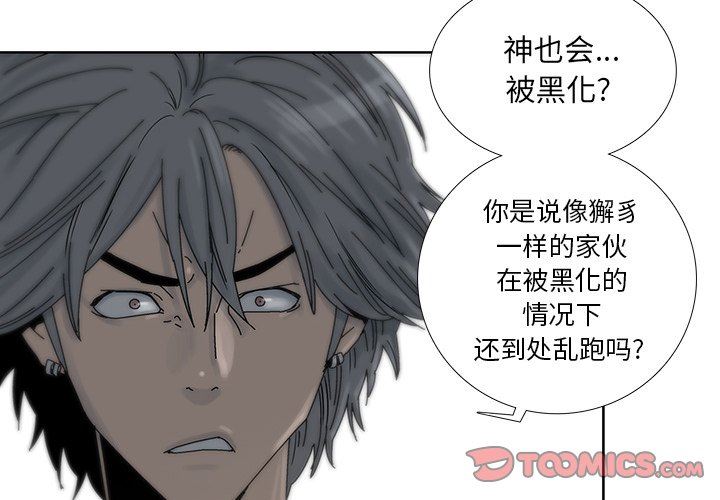 神也会...
被黑化?
你是说像獬豸
一样的家伙
在被黑化的
情况下
还到处乱跑吗?
TOOMICS.COM